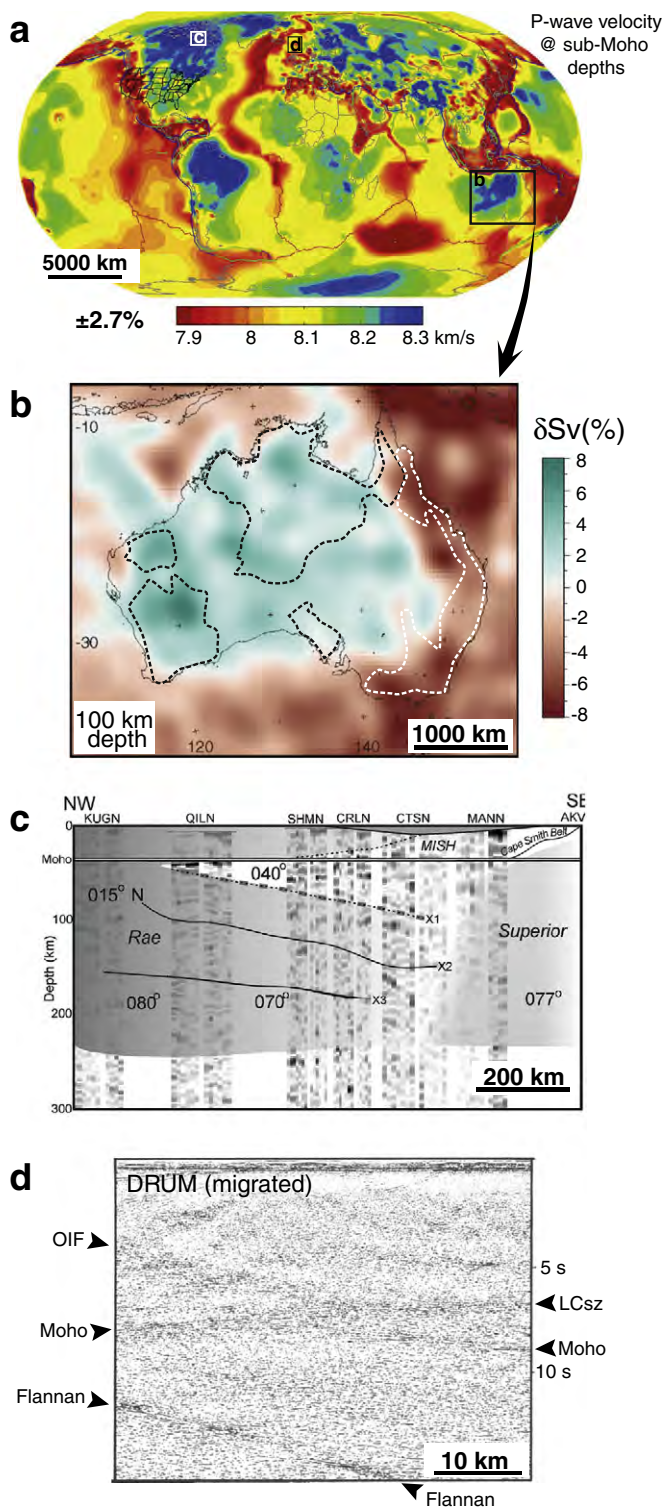 a
P-wave velocity
@ sub-Moho
depths
c
d
b
5000 km
±2.7%
7.9 8 8.1 8.2 8.3 km/s
b
δSv(%)
-10
-30
120
140
100 km
depth
1000 km
8
6
4
2
0
-2
-4
-6
-8
c
NW
SE
KUGN QILN SHMN CRLN CTSN MANN AKV
0
Moho
100
200
300
Depth (km)
MISH
Cape Smith Belt
040°
015° N
X1
Rae
Superior
X2
080°
070°
X3
077°
200 km
d
DRUM (migrated)
OIF
5 s
LCsz
Moho
Moho
10 s
Flannan
10 km
Flannan